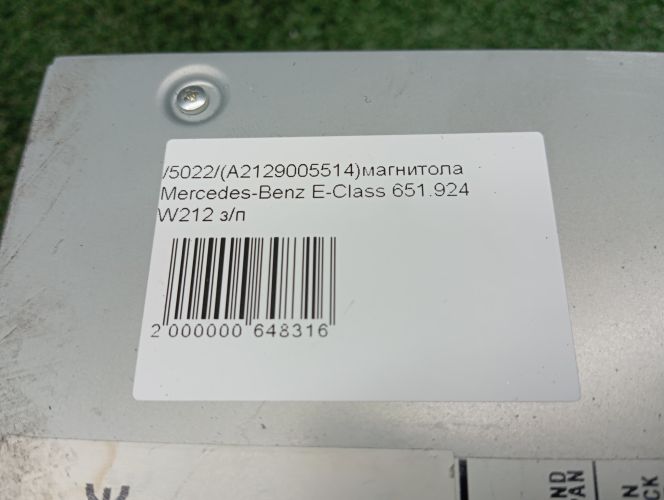 /5022/(A2129005514)магнитола
Mercedes-Benz E-Class 651.924
W212 з/п
2 000000 648316